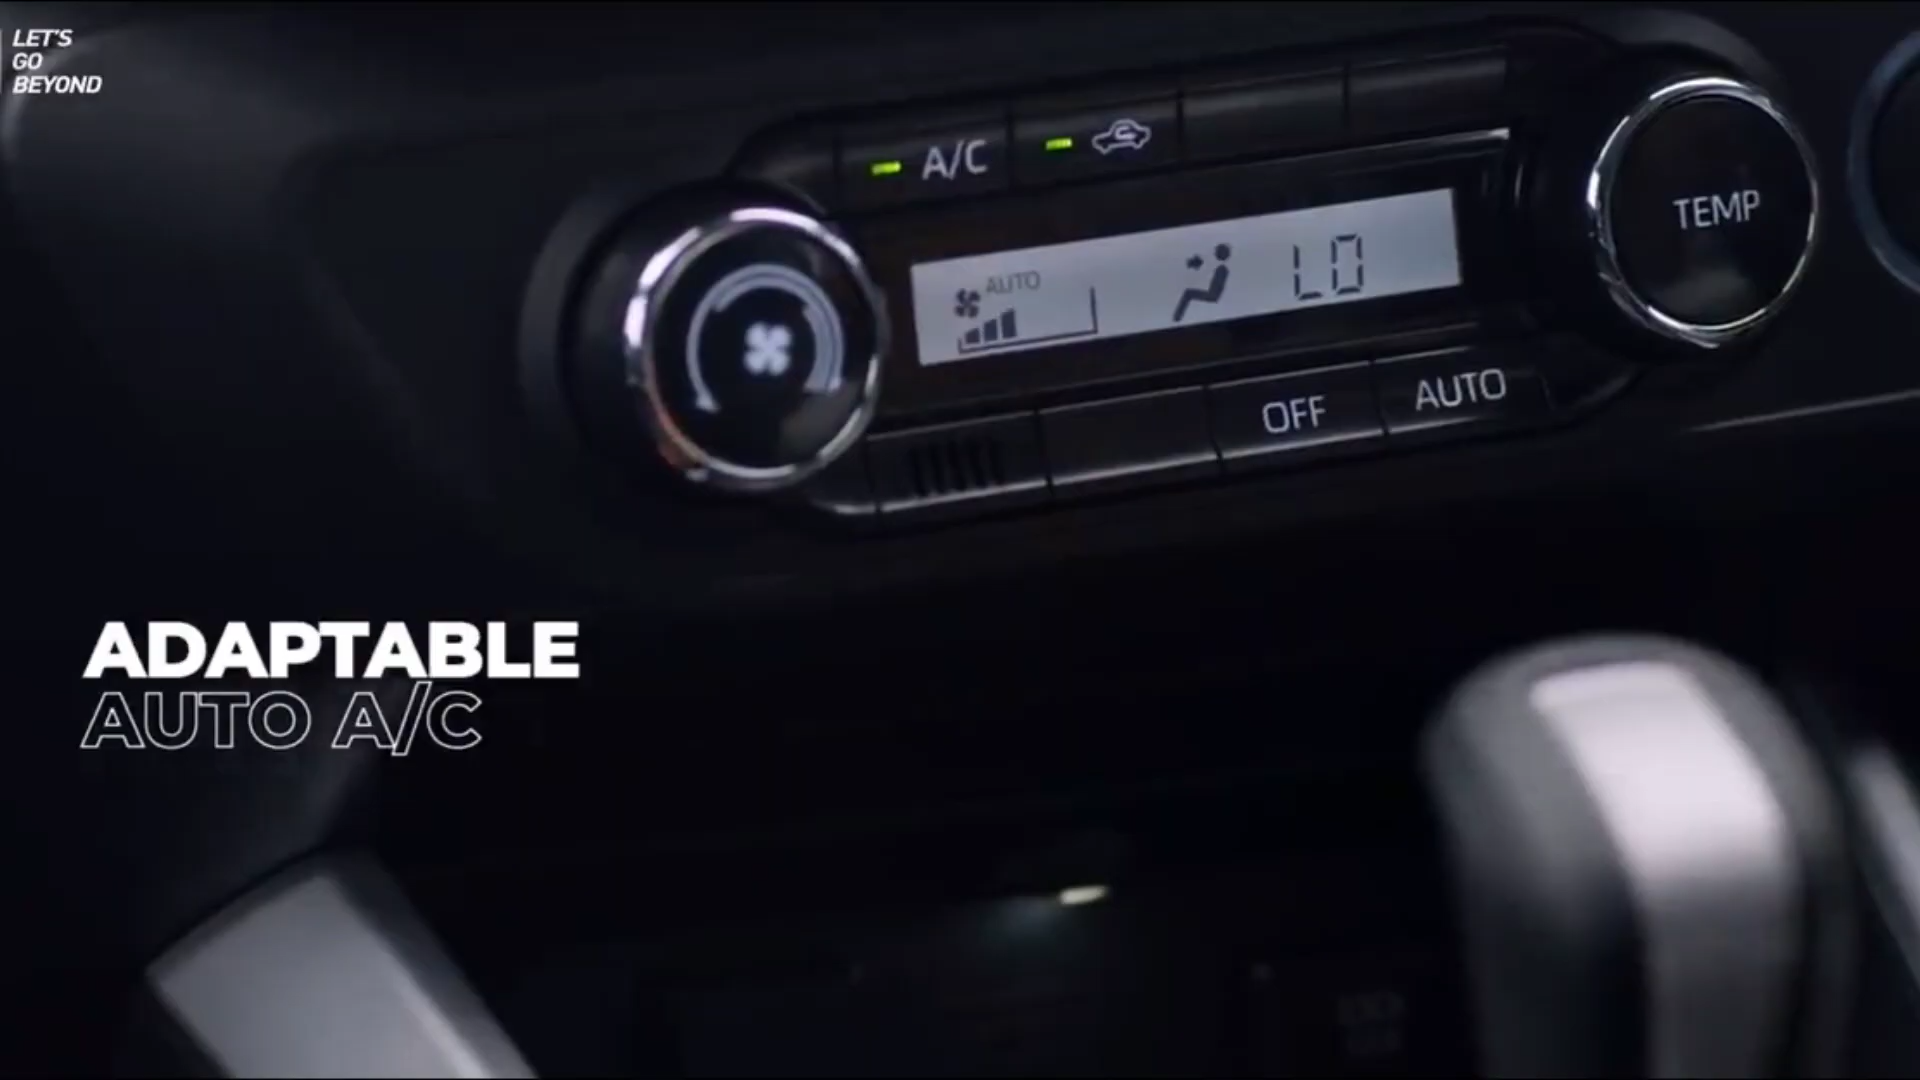 LET'S
GO
BEYOND
A/C
TEMP
AUTO
LO
OFF
AUTO
ADAPTABLE
AUTO A/C